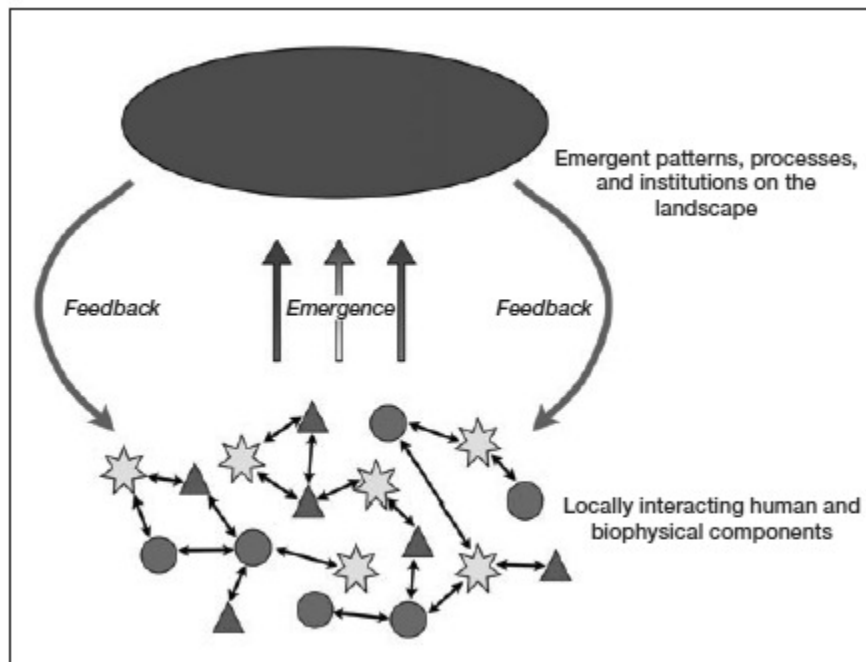 Emergent patterns, processes,
and institutions on the
landscape
Feedback
Emergence
Feedback
Locally interacting human and
biophysical components